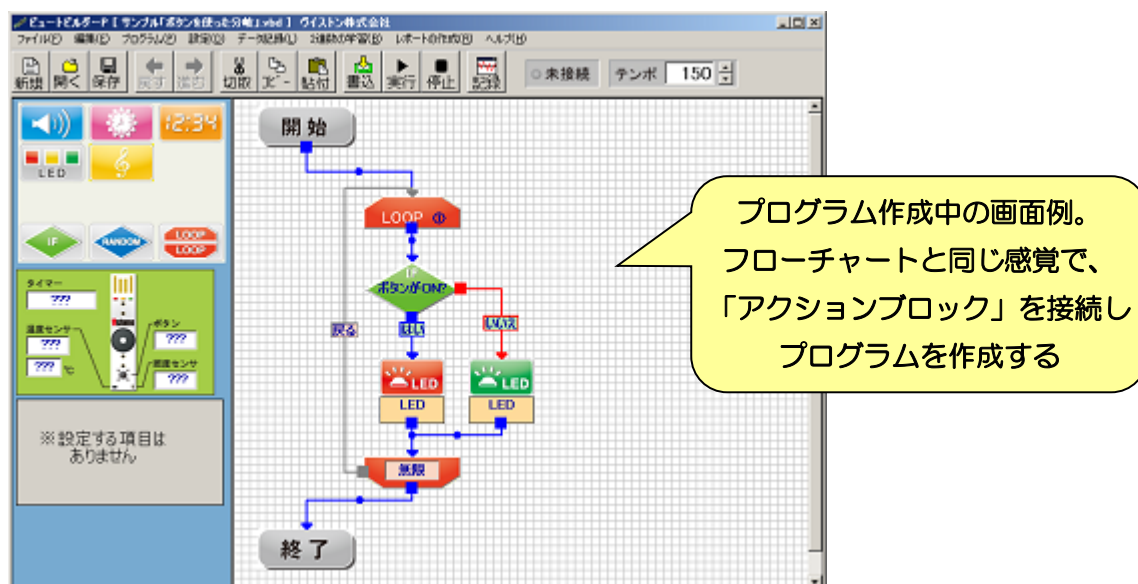 ビュートビルダーP [ サンプル「ボタンを使った分岐」.vbd ] ヴイストン株式会社
ファイル(F) 編集(E) プログラム(P) 設定(O) データ記録(L) 2進数の学習(B) レポートの作成(R) ヘルプ(H)
新規 開く 保存 戻す 進む 切取 コピー 貼付 書込 実行 停止 記録 未接続 テンポ 150
12:34
LED
IF RANDOM LOOP LOOP
タイマー
???
温度センサー
???
??? ℃
ボタン
???
???
※設定する項目は
ありません
開始
LOOP ①
IF
ボタンがON?
戻る はい いいえ
LED LED
LED LED
無限
終了
プログラム作成中の画面例。
フローチャートと同じ感覚で、
「アクションブロック」を接続し
プログラムを作成する